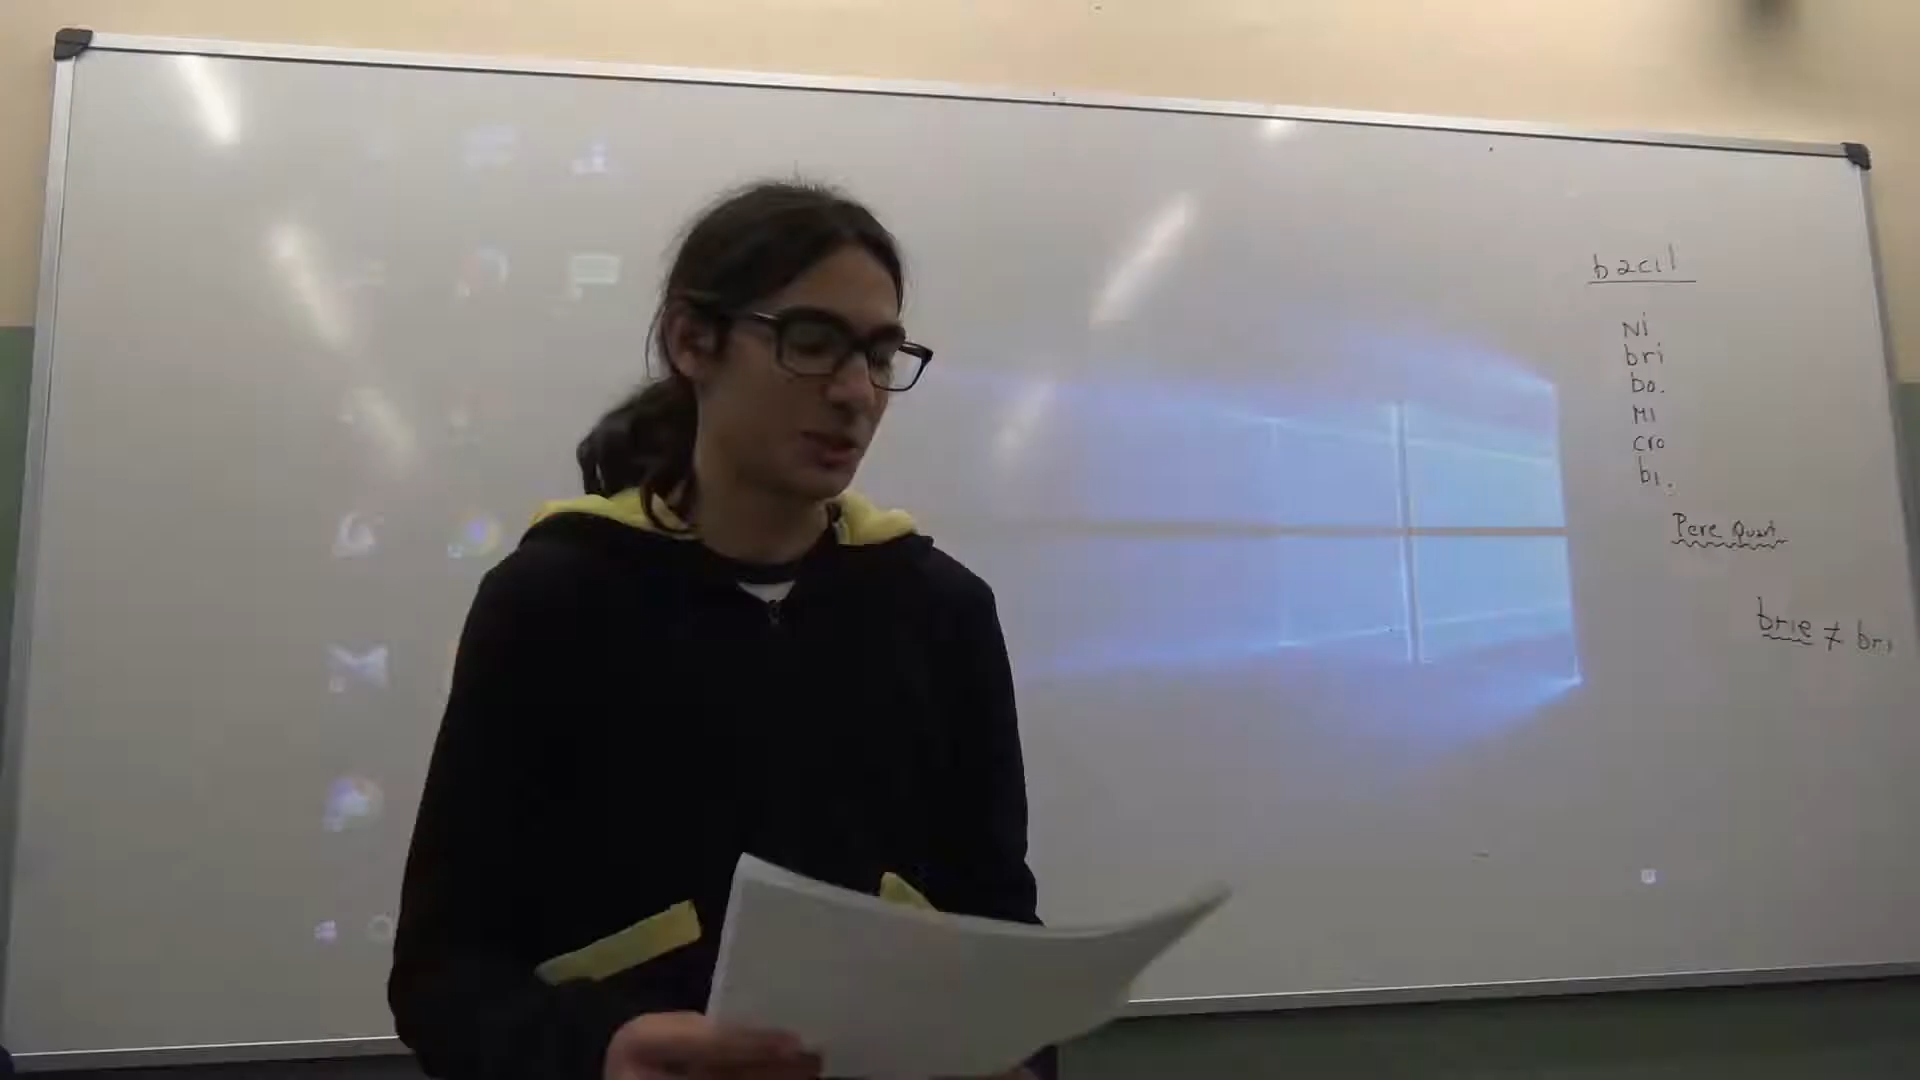 bacil
Ni
bri
bo.
Mi
cro
bi.
Pere Quart
brie ≠ bri